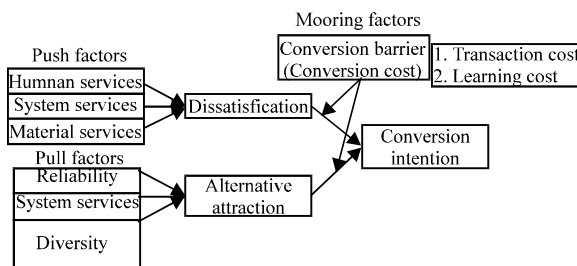 Mooring factors
Push factors
Conversion barrier
(Conversion cost)
1. Transaction cost
2. Learning cost
Humnan services
System services
Material services
Dissatisfication
Conversion
intention
Pull factors
Reliability
System services
Diversity
Alternative
attraction